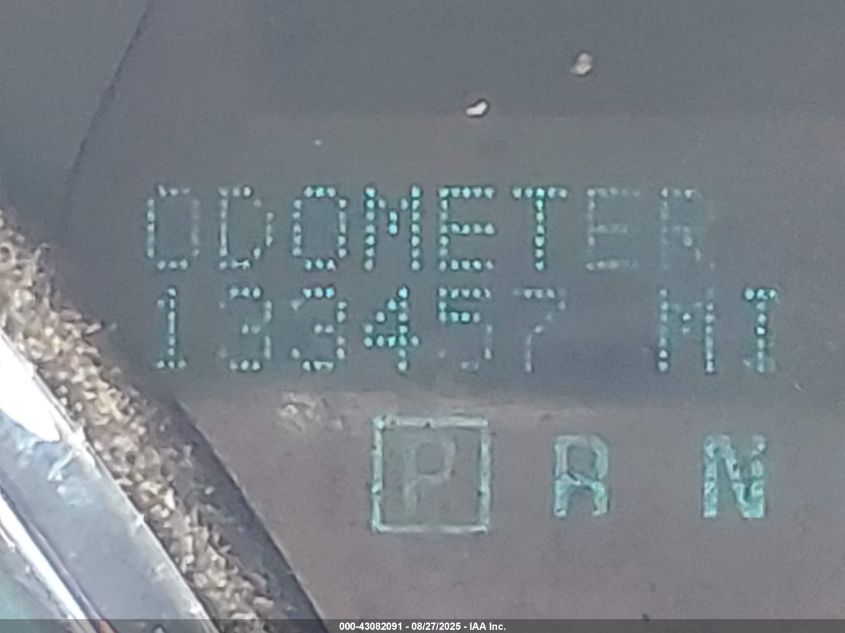 ODOMETER
133457 MI
P R N
000-43082091 - 08/27/2025 - IAA Inc.